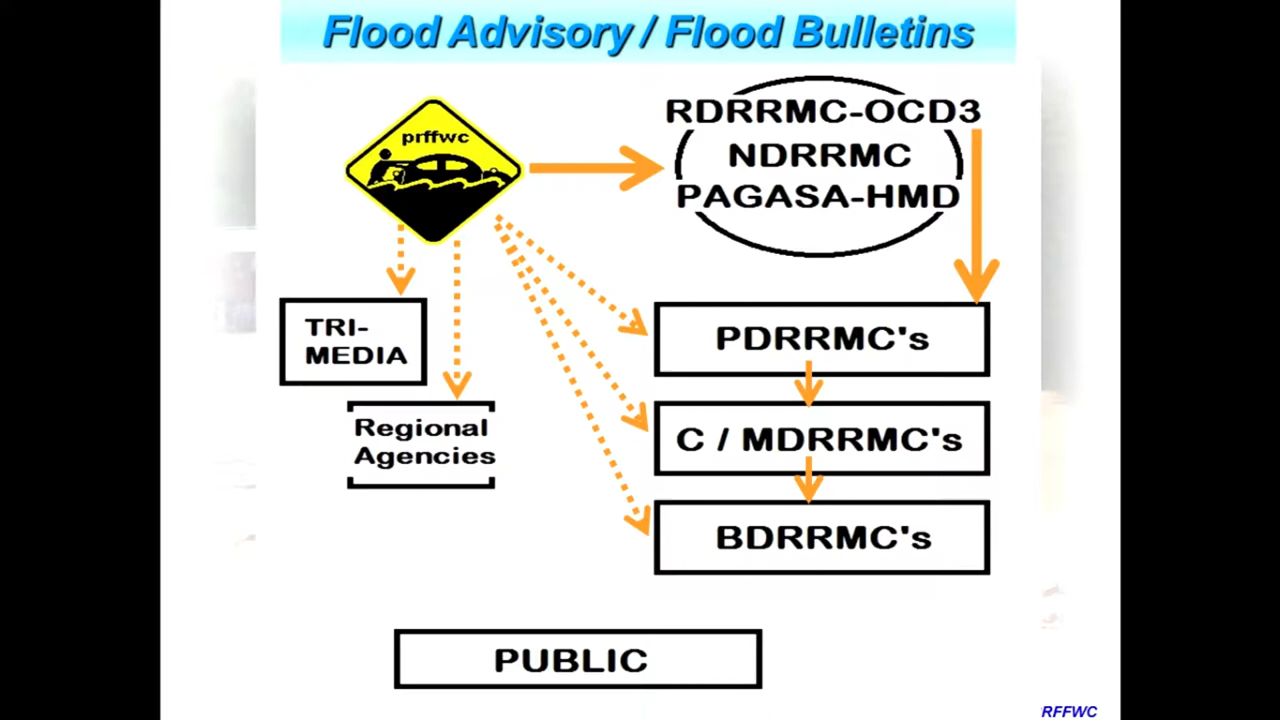 Flood Advisory / Flood Bulletins
prffwc
RDRRMC-OCD3
NDRRMC
PAGASA-HMD
TRI-
MEDIA
PDRRMC's
Regional
Agencies
C / MDRRMC's
BDRRMC's
PUBLIC
RFFWC